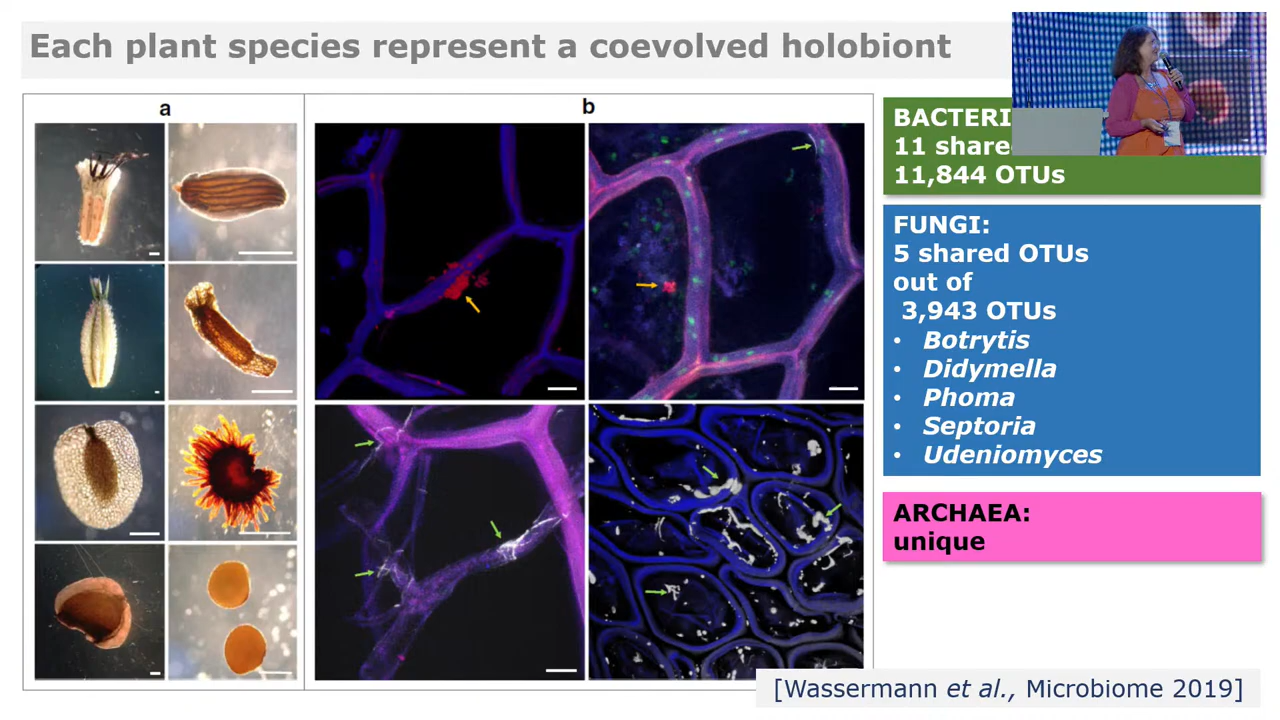 Each plant species represent a coevolved holobiont
a
b
BACTERI
11 shared
11,844 OTUs
FUNGI:
5 shared OTUs
out of
3,943 OTUs
• Botrytis
• Didymella
• Phoma
• Septoria
• Udeniomyces
ARCHAEA:
unique
[Wassermann et al., Microbiome 2019]